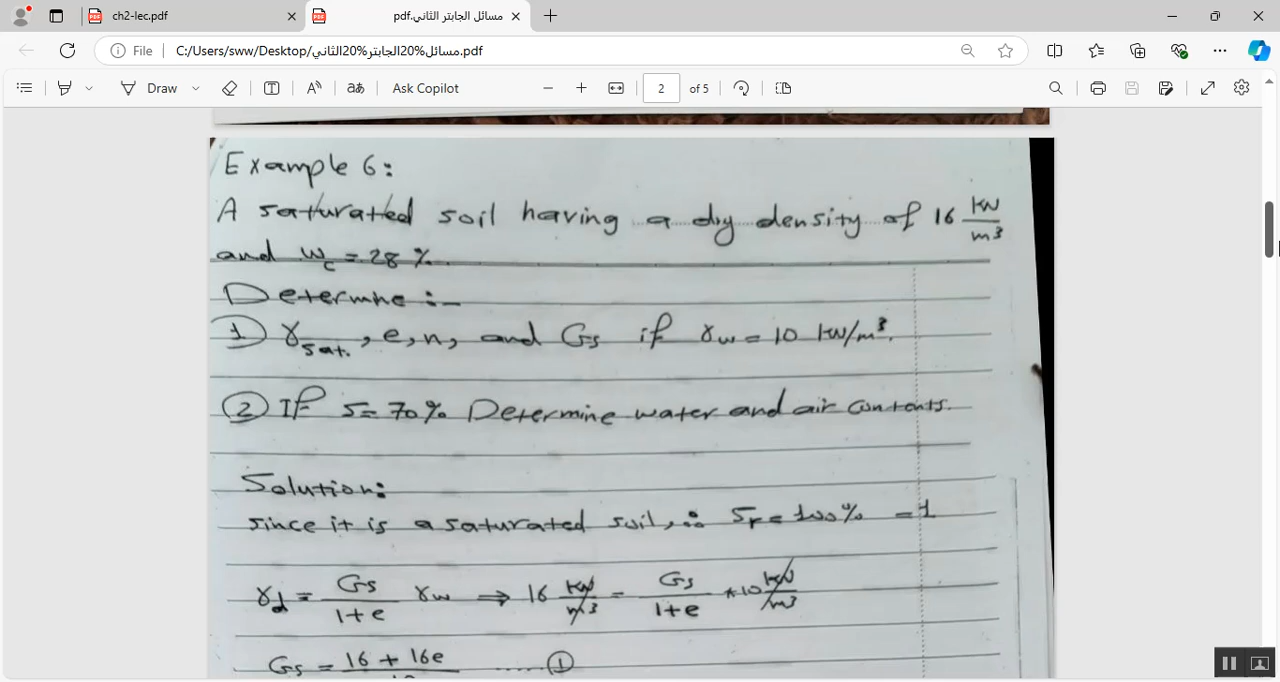 ch2-lec.pdf
مسائل الجابتر الثاني.pdf
File
C:/Users/sww/Desktop/مسائل%20الجابتر%20الثاني.pdf
Draw
Ask Copilot
2 of 5
Example 6:
A saturated soil having a dry density of 16 KN/m³
and Wc = 28 %.
Determine :-
① γsat., e, n, and Gs if γw = 10 KN/m³.
② IF S = 70% Determine water and air contents.
Solution:
since it is a saturated soil, ∴ Sr = 100% = 1
γd = Gs/(1+e) γw ⇒ 16 KN/m³ = Gs/(1+e) * 10 KN/m³
Gs = 16 + 16e ...... ①